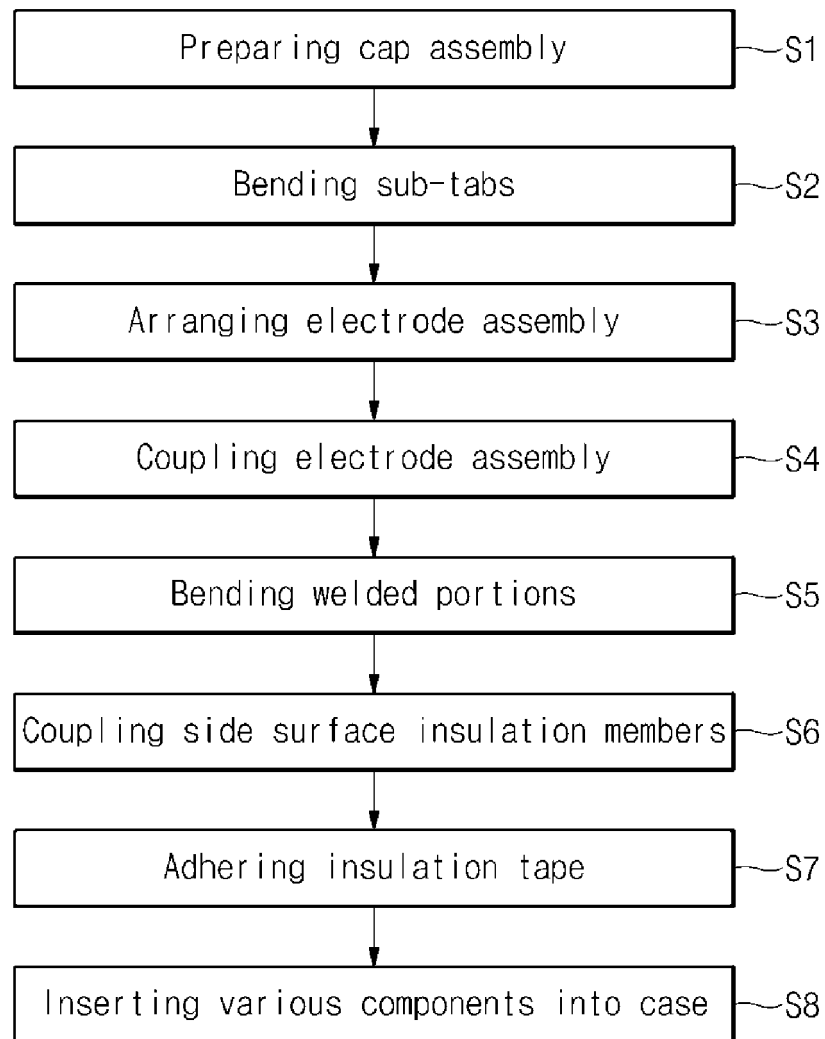 Preparing cap assembly S1
Bending sub-tabs S2
Arranging electrode assembly S3
Coupling electrode assembly S4
Bending welded portions S5
Coupling side surface insulation members S6
Adhering insulation tape S7
Inserting various components into case S8